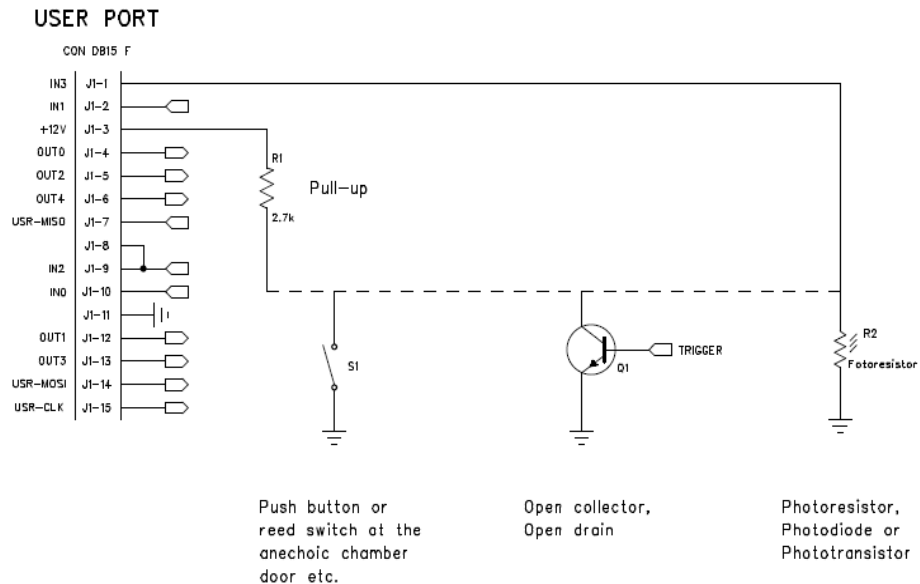 USER PORT
CON DB15 F
IN3 J1-1
IN1 J1-2
+12V J1-3
OUT0 J1-4
OUT2 J1-5
OUT4 J1-6
USR-MISO J1-7
J1-8
IN2 J1-9
IN0 J1-10
J1-11
OUT1 J1-12
OUT3 J1-13
USR-MOSI J1-14
USR-CLK J1-15
R1
Pull-up
2.7k
S1
Q1
TRIGGER
R2
Fotoresistor
Push button or
reed switch at the
anechoic chamber
door etc.
Open collector,
Open drain
Photoresistor,
Photodiode or
Phototransistor